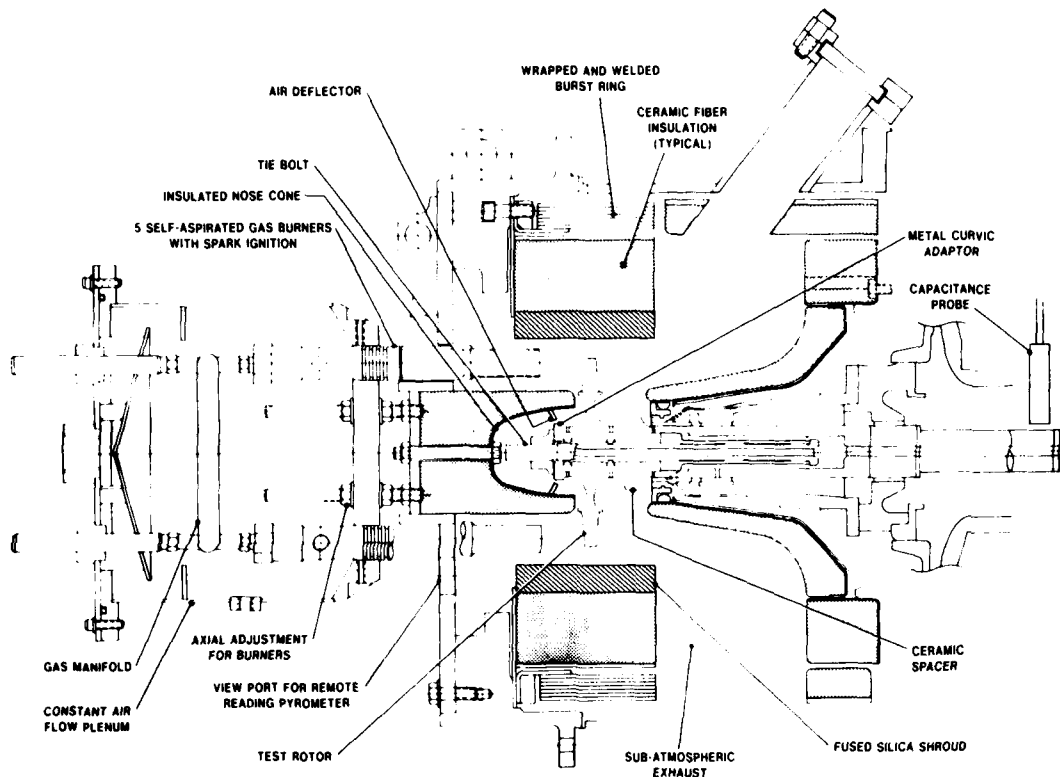 WRAPPED AND WELDED
BURST RING
AIR DEFLECTOR
CERAMIC FIBER
INSULATION
(TYPICAL)
TIE BOLT
INSULATED NOSE CONE
5 SELF-ASPIRATED GAS BURNERS
WITH SPARK IGNITION
METAL CURVIC
ADAPTOR
CAPACITANCE
PROBE
GAS MANIFOLD
CONSTANT AIR
FLOW PLENUM
AXIAL ADJUSTMENT
FOR BURNERS
VIEW PORT FOR REMOTE
READING PYROMETER
TEST ROTOR
SUB-ATMOSPHERIC
EXHAUST
CERAMIC
SPACER
FUSED SILICA SHROUD